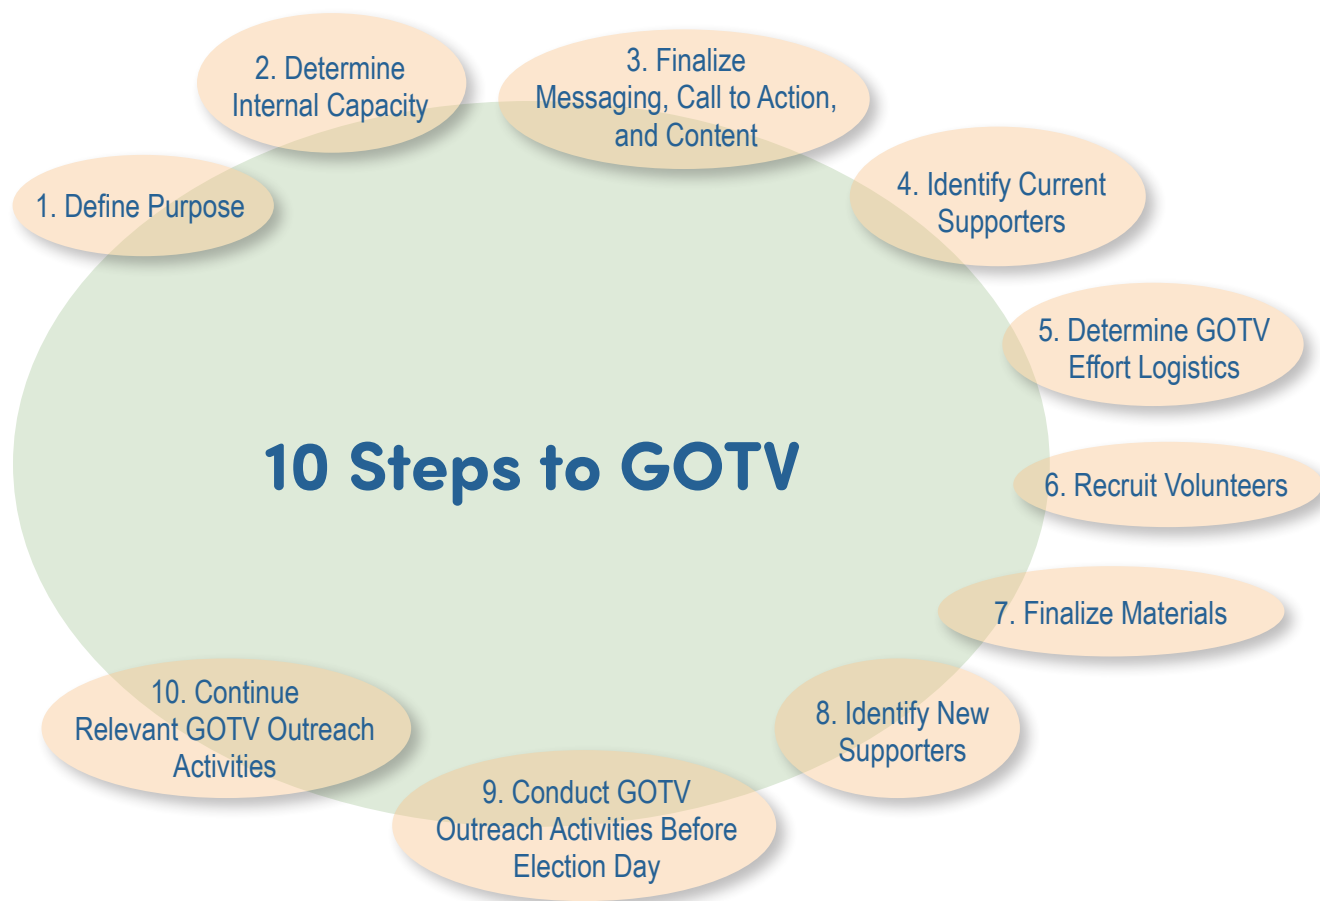 1. Define Purpose
2. Determine
Internal Capacity
3. Finalize
Messaging, Call to Action,
and Content
4. Identify Current
Supporters
5. Determine GOTV
Effort Logistics
6. Recruit Volunteers
7. Finalize Materials
8. Identify New
Supporters
9. Conduct GOTV
Outreach Activities Before
Election Day
10. Continue
Relevant GOTV Outreach
Activities
10 Steps to GOTV